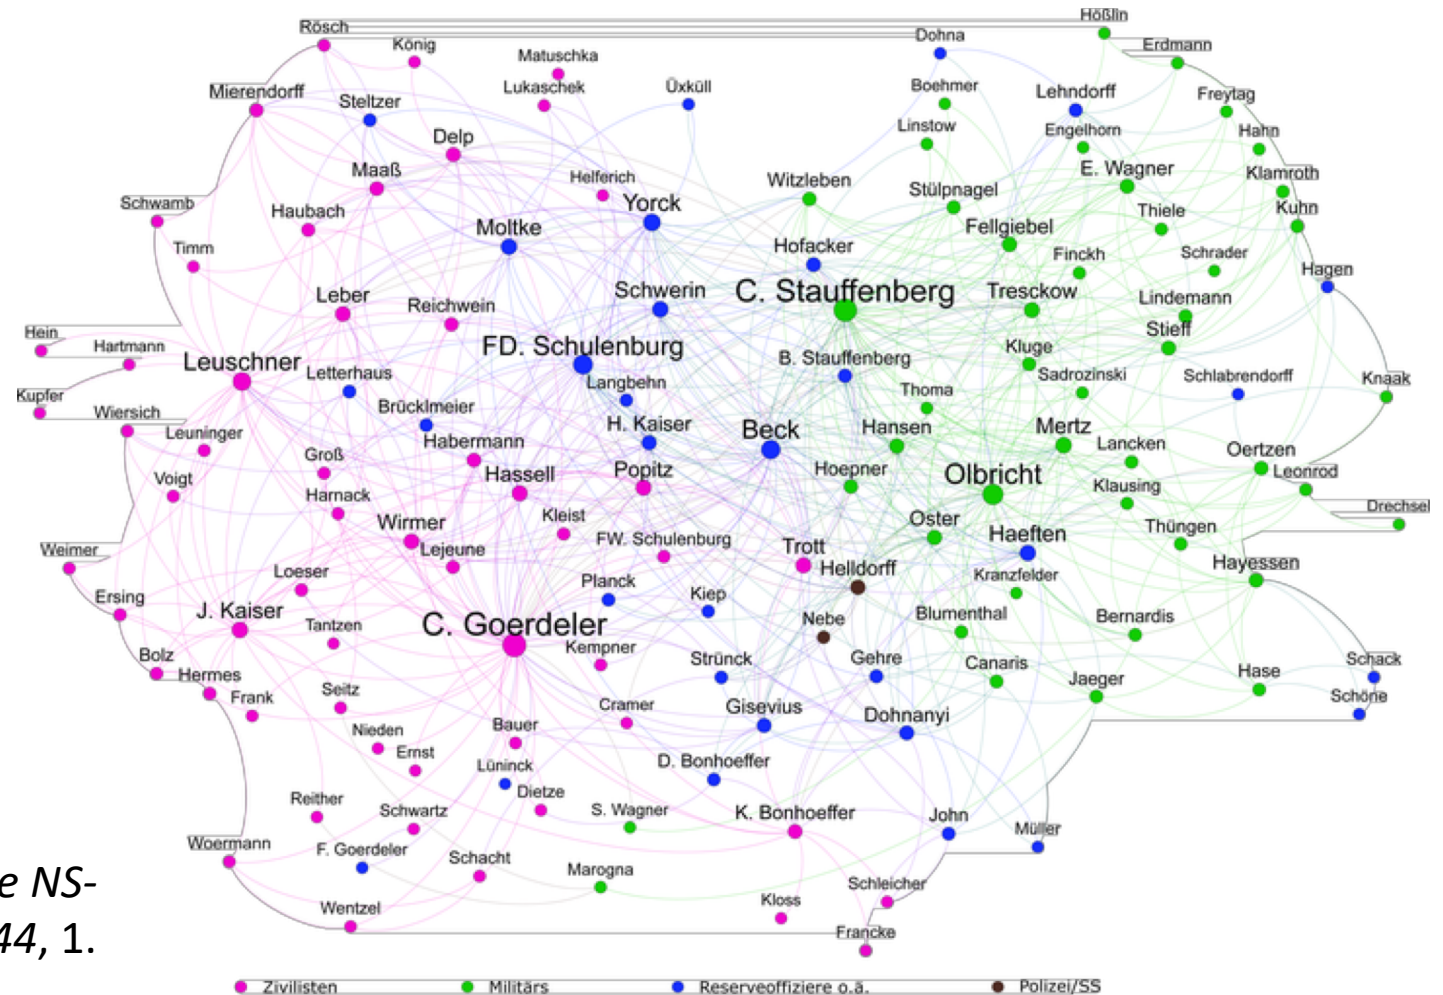 Hößlin
Rösch
Dohna
König
Erdmann
Matuschka
Lukaschek
Üxküll
Boehmer
Lehndorff
Freytag
Mierendorff
Steltzer
Linstow
Engelhorn
Hahn
Delp
Maaß
Helferich
Witzleben
Stülpnagel
E. Wagner
Klamroth
Schwamb
Haubach
Yorck
Thiele
Kuhn
Timm
Moltke
Hofacker
Fellgiebel
Finckh
Schrader
Hagen
Leber
Reichwein
Schwerin
C. Stauffenberg
Tresckow
Lindemann
Hein
Hartmann
Leuschner
FD. Schulenburg
B. Stauffenberg
Kluge
Stieff
Letterhaus
Langbehn
Thoma
Sadrozinski
Schlabrendorff
Knaak
Kupfer
Wiersich
Leuninger
Brücklmeier
Habermann
H. Kaiser
Beck
Hansen
Mertz
Lancken
Oertzen
Groß
Hassell
Popitz
Hoepner
Olbricht
Leonrod
Voigt
Harnack
Klausing
Drechsel
Wirmer
Kleist
Oster
Haeften
Thüngen
Weimer
Lejeune
FW. Schulenburg
Trott
Helldorff
Hayessen
Loeser
Planck
Kiep
Kranzfelder
Ersing
J. Kaiser
Tantzen
C. Goerdeler
Nebe
Blumenthal
Bernardis
Bolz
Hermes
Kempner
Strünck
Gehre
Canaris
Hase
Schack
Frank
Seitz
Cramer
Gisevius
Dohnanyi
Jaeger
Schöne
Nieden
Ernst
Bauer
Lüninck
D. Bonhoeffer
Reither
Schwartz
Dietze
S. Wagner
K. Bonhoeffer
John
Müller
Woermann
F. Goerdeler
Schacht
Marogna
Schleicher
Wentzel
Kloss
Francke
e NS-
44, 1.
Zivilisten
Militärs
Reserveoffiziere o.ä.
Polizei/SS